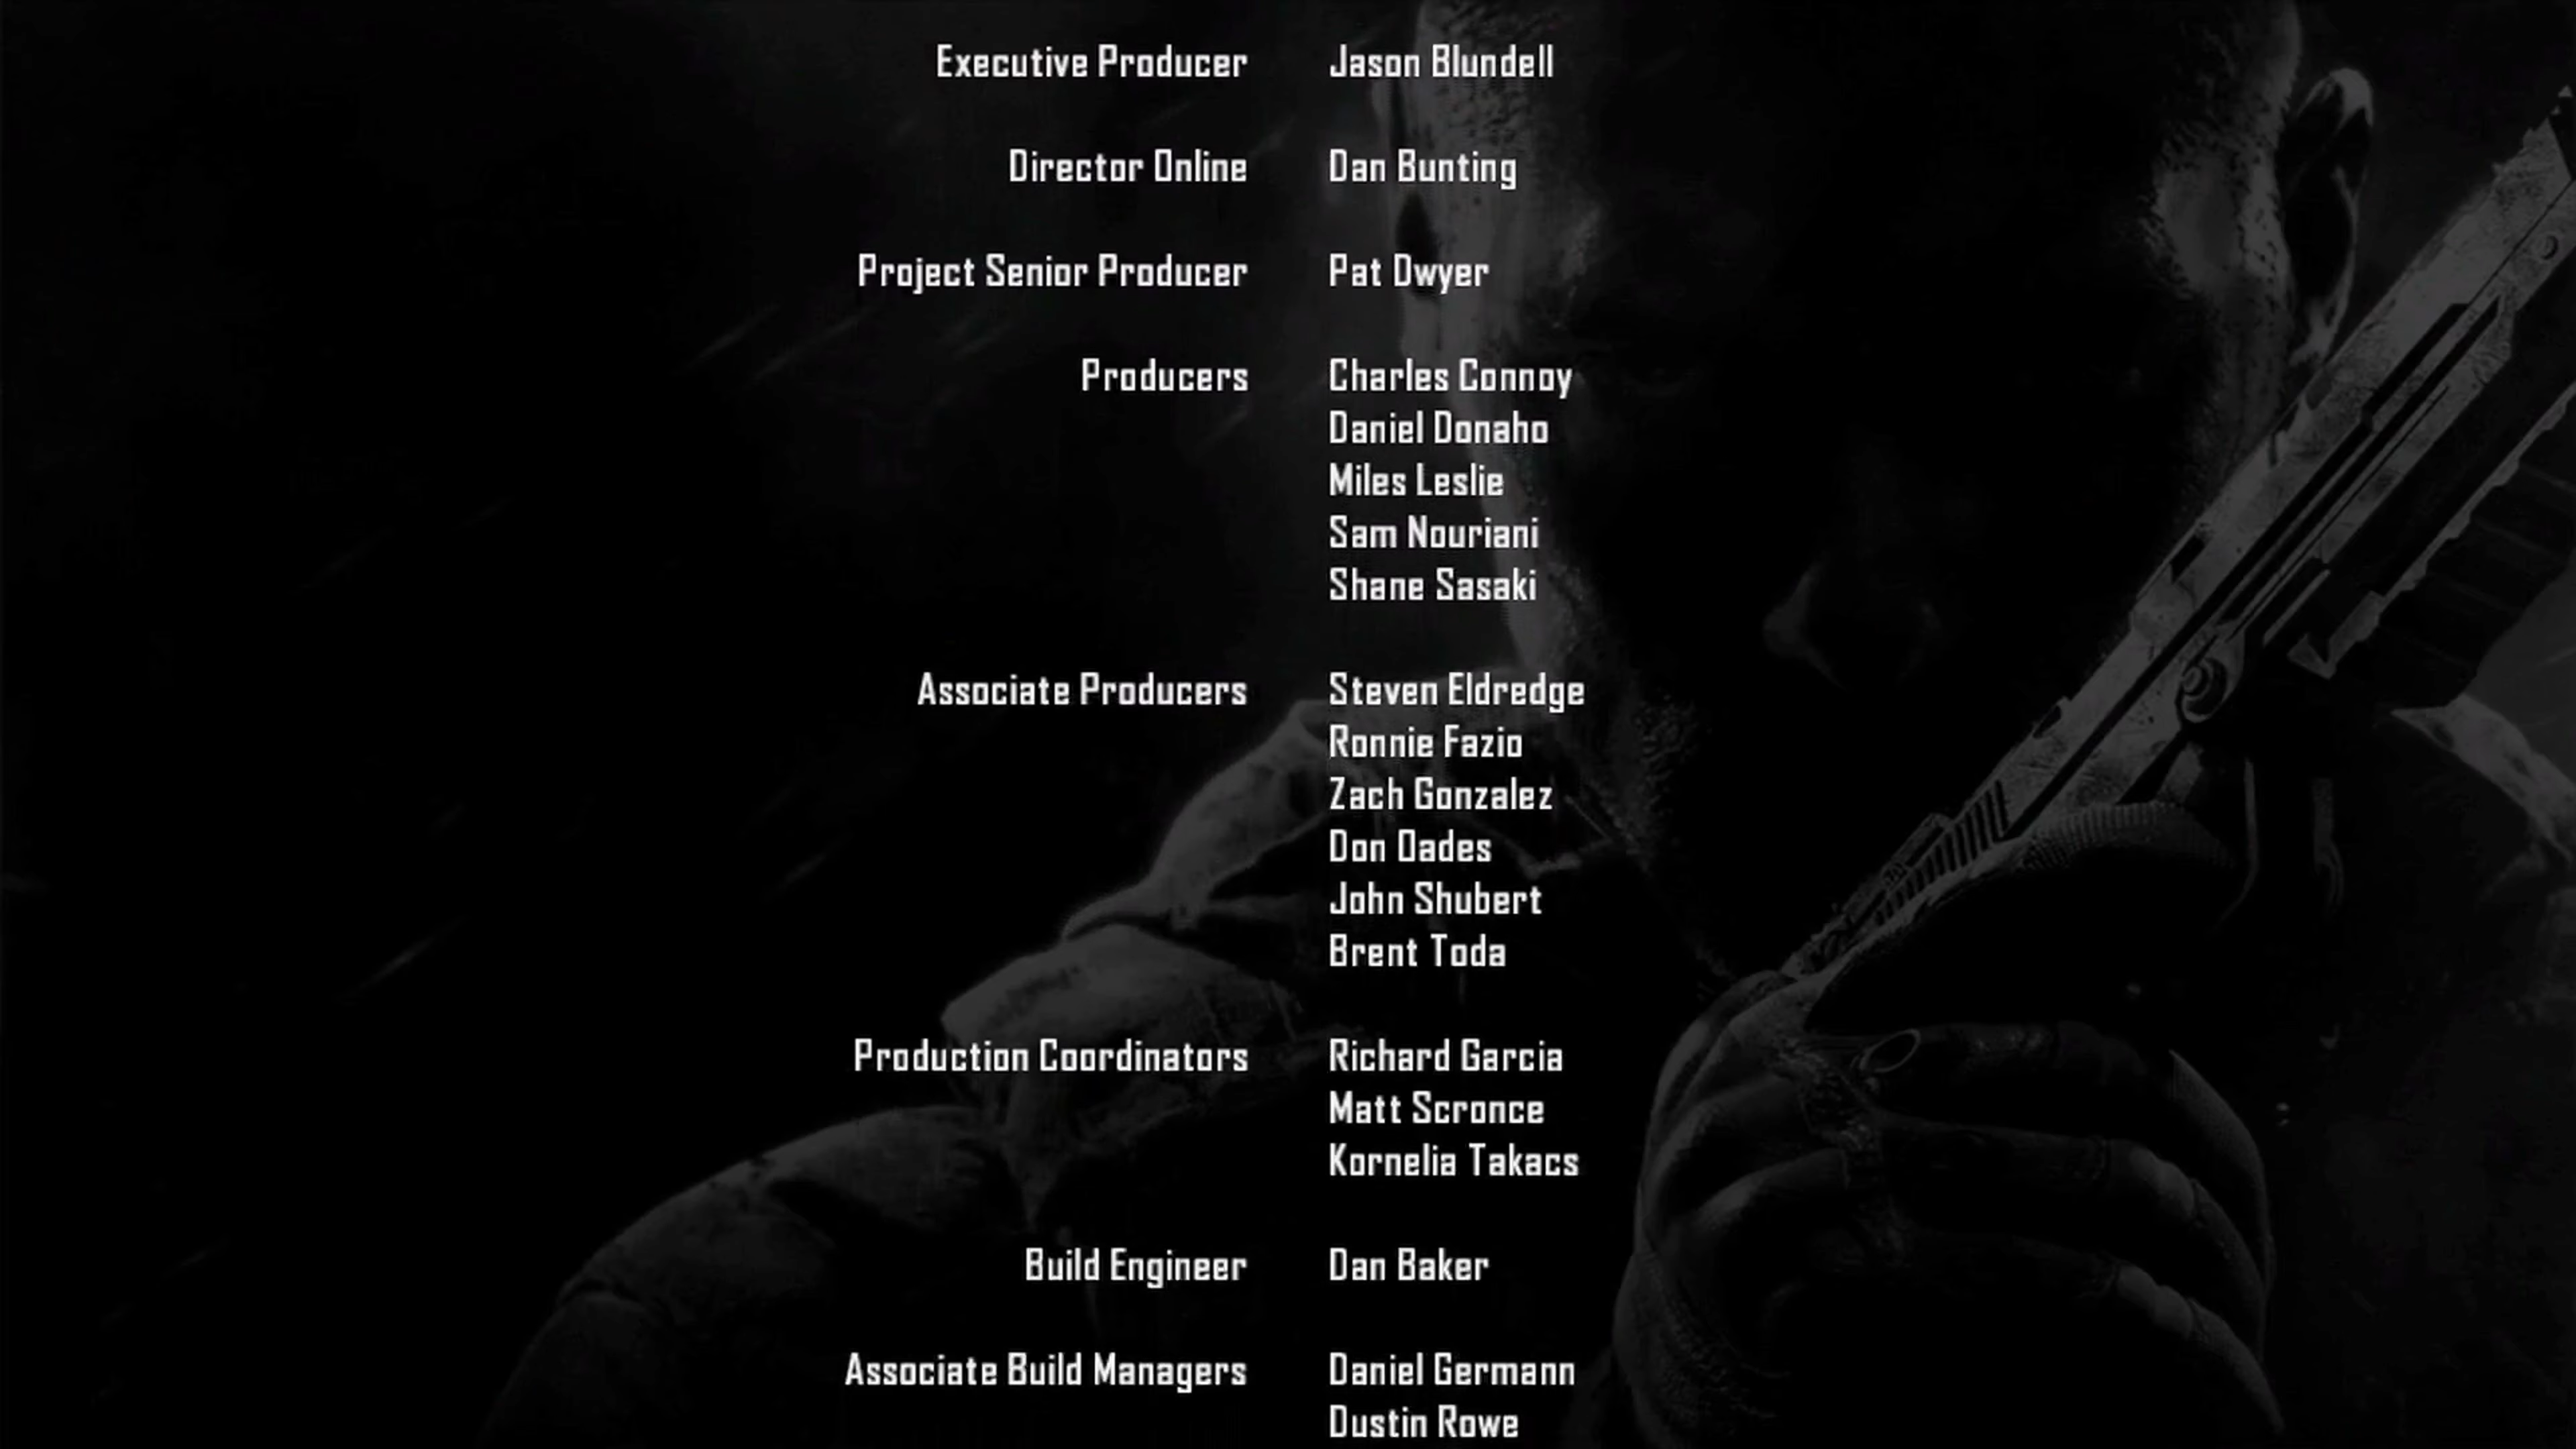 Executive Producer Jason Blundell
Director Online Dan Bunting
Project Senior Producer Pat Dwyer
Producers Charles Connoy
Daniel Donaho
Miles Leslie
Sam Nouriani
Shane Sasaki
Associate Producers Steven Eldredge
Ronnie Fazio
Zach Gonzalez
Don Oades
John Shubert
Brent Toda
Production Coordinators Richard Garcia
Matt Scronce
Kornelia Takacs
Build Engineer Dan Baker
Associate Build Managers Daniel Germann
Dustin Rowe